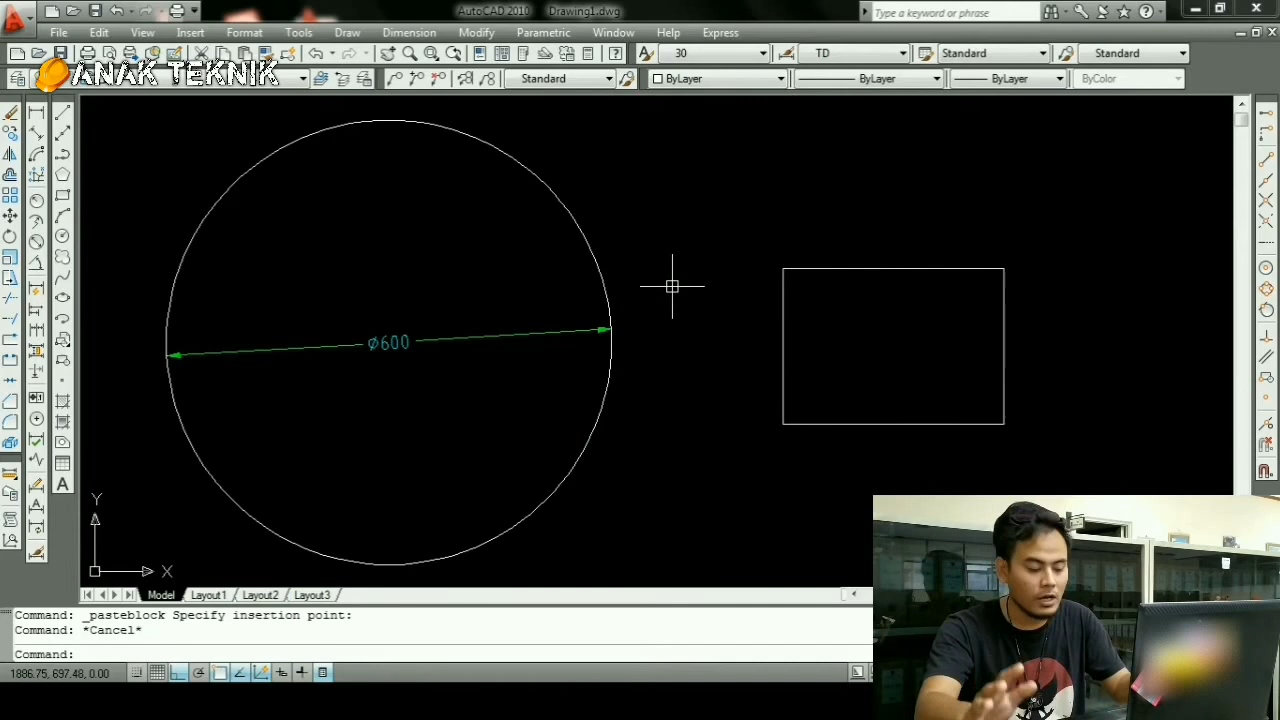 AutoCAD 2010 Drawing1.dwg
Type a keyword or phrase
File Edit View Insert Format Tools Draw Dimension Modify Parametric Window Help Express
30 TD Standard Standard
ANAK TEKNIK
Standard ByLayer ByLayer ByLayer ByColor
A
Ø600
A
A
Y
X
Model Layout1 Layout2 Layout3
Command: _pasteblock Specify insertion point:
Command: *Cancel*
Command:
1886.75, 697.48, 0.00